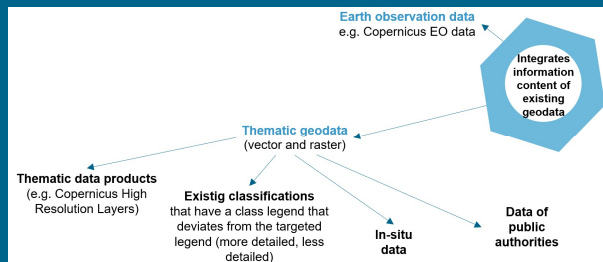 Earth observation data
e.g. Copernicus EO data
Integrates
information
content of
existing
geodata
Thematic geodata
(vector and raster)
Thematic data products
(e.g. Copernicus High
Resolution Layers)
Existig classifications
that have a class legend that
deviates from the targeted
legend (more detailed, less
detailed)
In-situ
data
Data of
public
authorities